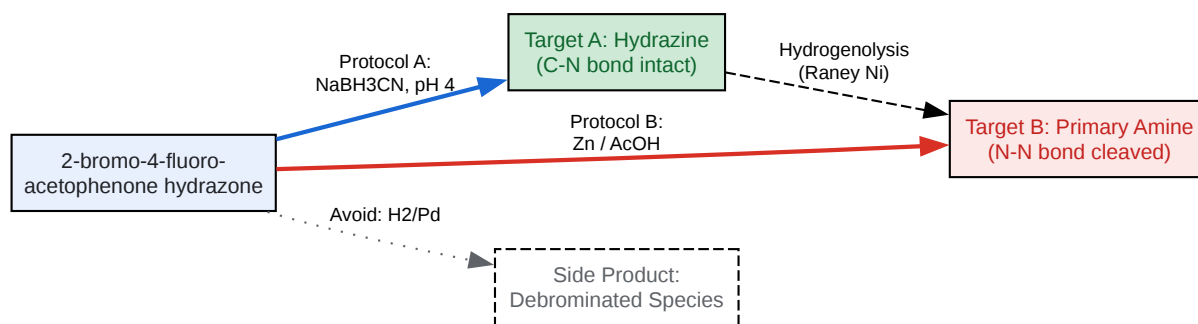 Target A: Hydrazine
(C-N bond intact)
Protocol A:
NaBH3CN, pH 4
Hydrogenolysis
(Raney Ni)
2-bromo-4-fluoro-
acetophenone hydrazone
Protocol B:
Zn / AcOH
Target B: Primary Amine
(N-N bond cleaved)
Avoid: H2/Pd
Side Product:
Debrominated Species